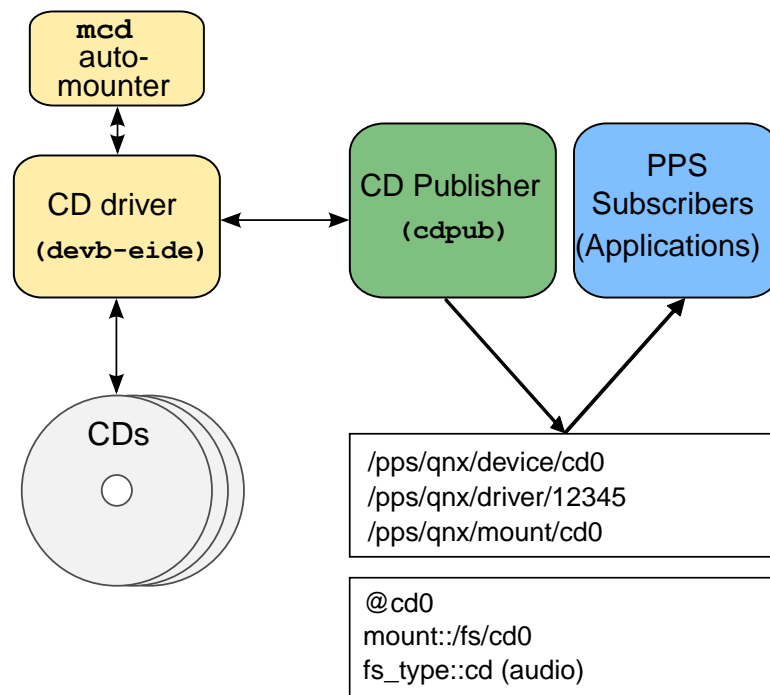 mcd
auto-
mounter
CD driver
(devb-eide)
CD Publisher
(cdpub)
PPS
Subscribers
(Applications)
CDs
/pps/qnx/device/cd0
/pps/qnx/driver/12345
/pps/qnx/mount/cd0
@cd0
mount::/fs/cd0
fs_type::cd (audio)